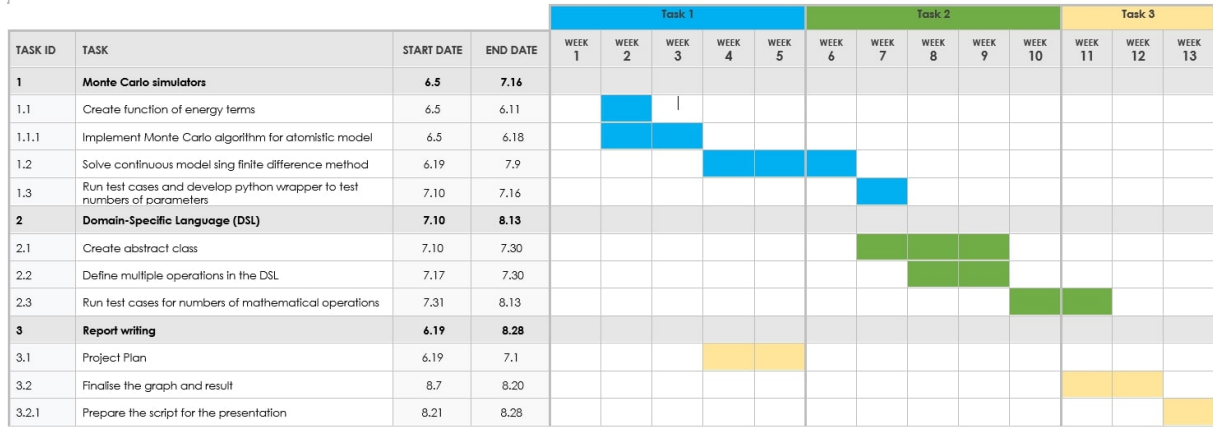 Task 1 Task 2 Task 3
TASK ID TASK START DATE END DATE WEEK 1 WEEK 2 WEEK 3 WEEK 4 WEEK 5 WEEK 6 WEEK 7 WEEK 8 WEEK 9 WEEK 10 WEEK 11 WEEK 12 WEEK 13
1 Monte Carlo simulators 6.5 7.16
1.1 Create function of energy terms 6.5 6.11
1.1.1 Implement Monte Carlo algorithm for atomistic model 6.5 6.18
1.2 Solve continuous model sing finite difference method 6.19 7.9
1.3 Run test cases and develop python wrapper to test
numbers of parameters 7.10 7.16
2 Domain-Specific Language (DSL) 7.10 8.13
2.1 Create abstract class 7.10 7.30
2.2 Define multiple operations in the DSL 7.17 7.30
2.3 Run test cases for numbers of mathematical operations 7.31 8.13
3 Report writing 6.19 8.28
3.1 Project Plan 6.19 7.1
3.2 Finalise the graph and result 8.7 8.20
3.2.1 Prepare the script for the presentation 8.21 8.28